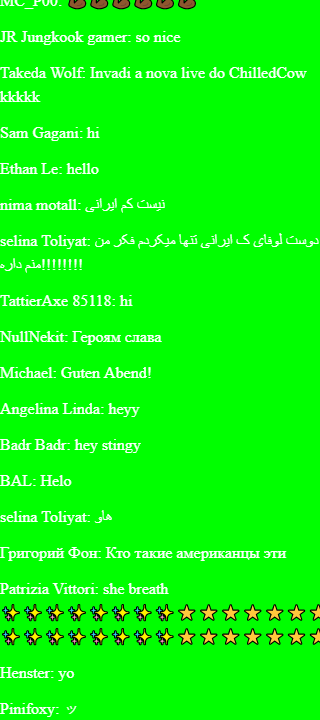 MC_P00: 💩💩💩💩💩💩
JR Jungkook gamer: so nice
Takeda Wolf: Invadi a nova live do ChilledCow
kkkkk
Sam Gagani: hi
Ethan Le: hello
nima motall: نیست کم ایرانی
selina Toliyat: دوست لوفای ک ایرانی تنها میکردم فکر من
منم داره!!!!!!!!
TattierAxe 85118: hi
NullNekit: Героям слава
Michael: Guten Abend!
Angelina Linda: heyy
Badr Badr: hey stingy
BAL: Helo
selina Toliyat: های
Григорий Фон: Кто такие американцы эти
Patrizia Vittori: she breath
✨✨✨✨✨✨✨✨⭐⭐⭐⭐⭐⭐⭐
✨✨✨✨✨✨✨✨⭐⭐⭐⭐⭐⭐⭐
Henster: yo
Pinifoxy: ッ